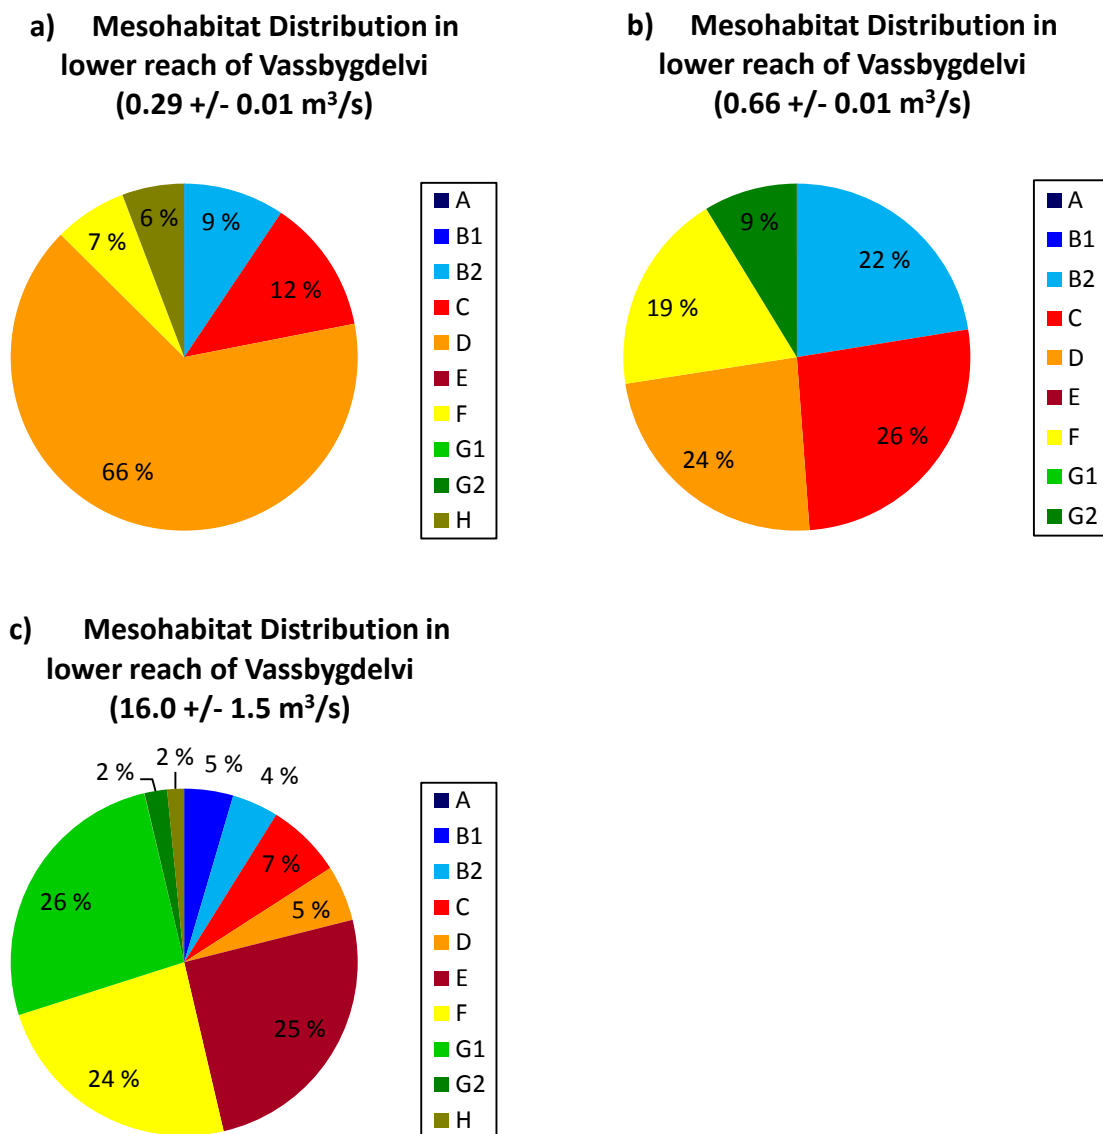 a) Mesohabitat Distribution in
lower reach of Vassbygdelvi
(0.29 +/- 0.01 m³/s)
6 %
9 %
7 %
12 %
66 %
A
B1
B2
C
D
E
F
G1
G2
H
b) Mesohabitat Distribution in
lower reach of Vassbygdelvi
(0.66 +/- 0.01 m³/s)
9 %
22 %
19 %
26 %
24 %
A
B1
B2
C
D
E
F
G1
G2
c) Mesohabitat Distribution in
lower reach of Vassbygdelvi
(16.0 +/- 1.5 m³/s)
2 %
2 %
5 %
4 %
7 %
5 %
26 %
25 %
24 %
A
B1
B2
C
D
E
F
G1
G2
H